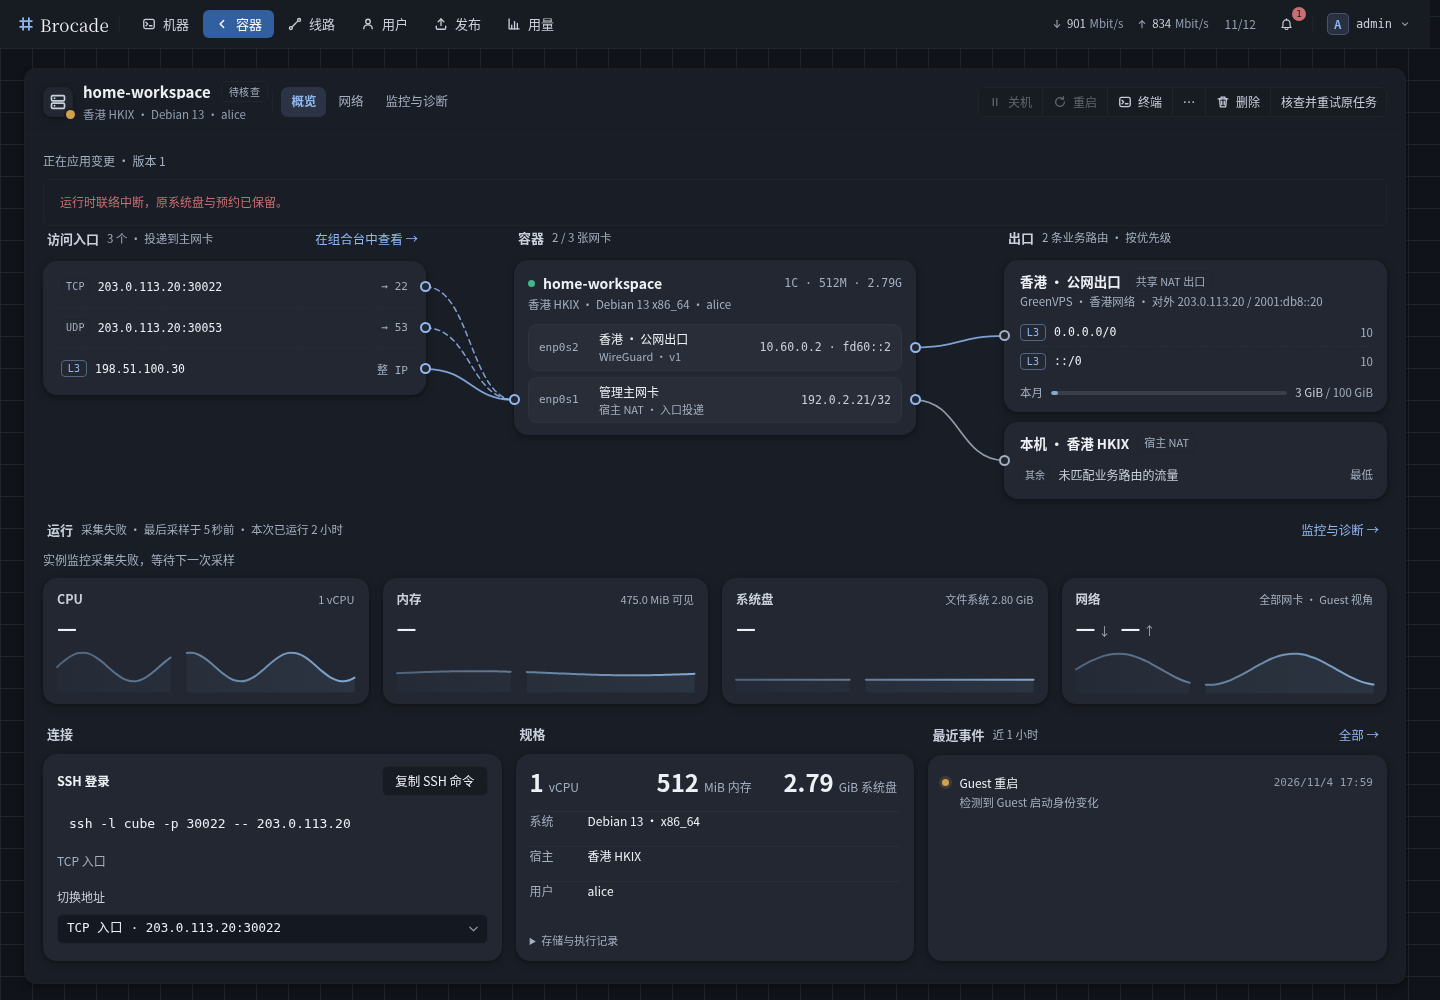 Brocade 机器 容器 线路 用户 发布 用量 ↓ 901 Mbit/s ↑ 834 Mbit/s 11/12 1 A admin
home-workspace 待核查 概览 网络 监控与诊断 关机 重启 终端 ··· 删除 核查并重试原任务
香港 HKIX • Debian 13 • alice
正在应用变更 • 版本 1
运行时联络中断，原系统盘与预约已保留。
访问入口 3 个 • 投递到主网卡 在组合台中查看 →
TCP 203.0.113.20:30022 → 22
UDP 203.0.113.20:30053 → 53
L3 198.51.100.30 整 IP
容器 2 / 3 张网卡
home-workspace 1C · 512M · 2.79G
香港 HKIX • Debian 13 x86_64 • alice
enp0s2 香港 • 公网出口 10.60.0.2 · fd60::2
WireGuard • v1
enp0s1 管理主网卡 192.0.2.21/32
宿主 NAT • 入口投递
出口 2 条业务路由 • 按优先级
香港 • 公网出口 共享 NAT 出口
GreenVPS • 香港网络 • 对外 203.0.113.20 / 2001:db8::20
L3 0.0.0.0/0 10
L3 ::/0 10
本月 3 GiB / 100 GiB
本机 • 香港 HKIX 宿主 NAT
其余 未匹配业务路由的流量 最低
运行 采集失败 • 最后采样于 5 秒前 • 本次已运行 2 小时 监控与诊断 →
实例监控采集失败，等待下一次采样
CPU 1 vCPU
—
内存 475.0 MiB 可见
—
系统盘 文件系统 2.80 GiB
—
网络 全部网卡 • Guest 视角
— ↓ — ↑
连接
SSH 登录 复制 SSH 命令
ssh -l cube -p 30022 -- 203.0.113.20
TCP 入口
切换地址
TCP 入口 · 203.0.113.20:30022
规格
1 vCPU 512 MiB 内存 2.79 GiB 系统盘
系统 Debian 13 • x86_64
宿主 香港 HKIX
用户 alice
▶ 存储与执行记录
最近事件 近 1 小时 全部 →
Guest 重启 2026/11/4 17:59
检测到 Guest 启动身份变化